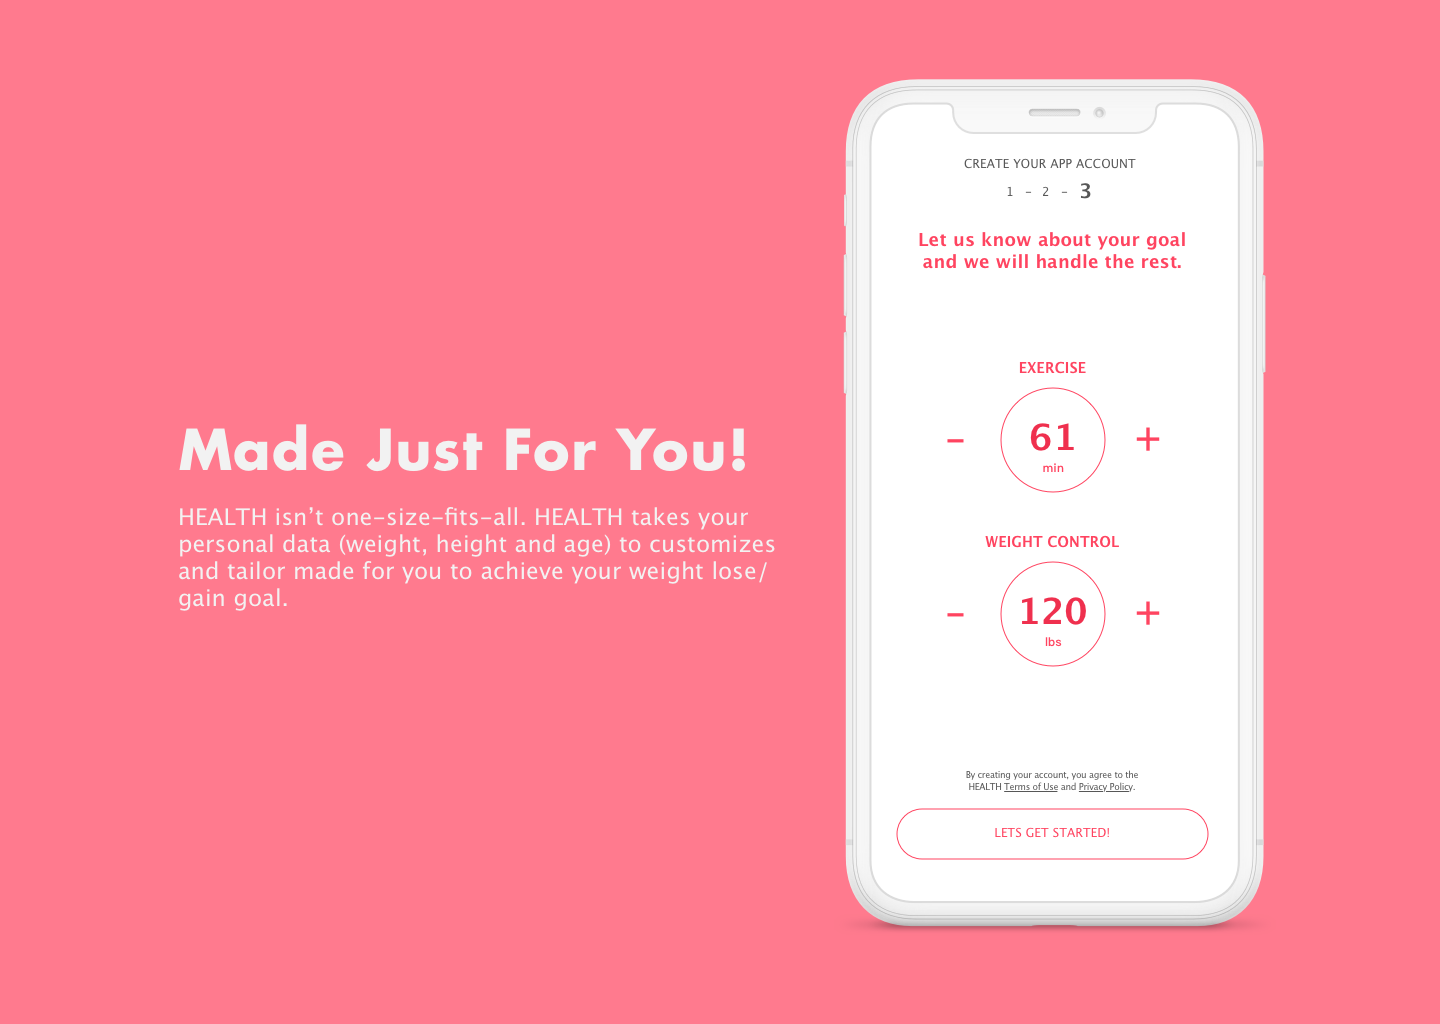 Made Just For You!
HEALTH isn’t one-size-fits-all. HEALTH takes your
personal data (weight, height and age) to customizes
and tailor made for you to achieve your weight lose/
gain goal.
CREATE YOUR APP ACCOUNT
1 - 2 - 3
Let us know about your goal
and we will handle the rest.
EXERCISE
- 61 +
min
WEIGHT CONTROL
- 120 +
lbs
By creating your account, you agree to the
HEALTH Terms of Use and Privacy Policy.
LETS GET STARTED!